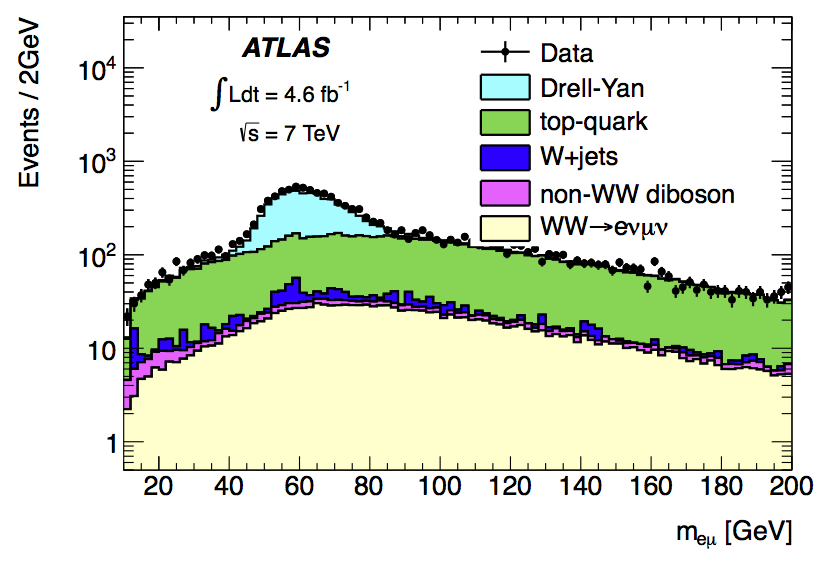 ATLAS
∫Ldt = 4.6 fb⁻¹
√s = 7 TeV
Data
Drell-Yan
top-quark
W+jets
non-WW diboson
WW→eνμν
Events / 2GeV
10⁴
10³
10²
10
1
20 40 60 80 100 120 140 160 180 200
m_eμ [GeV]